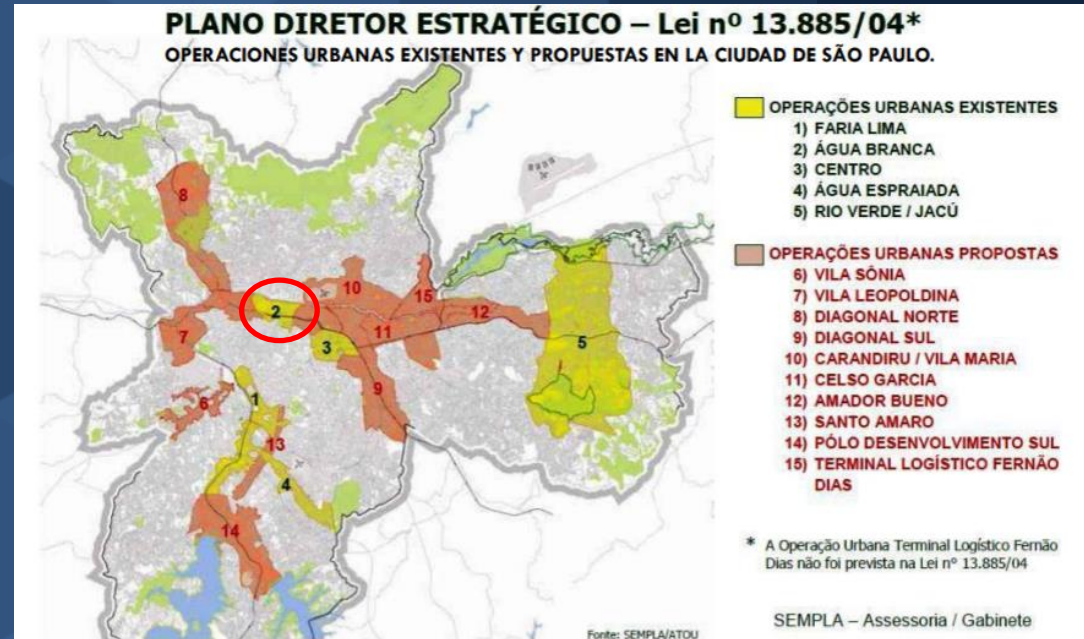 PLANO DIRETOR ESTRATÉGICO – Lei nº 13.885/04*
OPERACIONES URBANAS EXISTENTES Y PROPUESTAS EN LA CIUDAD DE SÃO PAULO.
OPERAÇÕES URBANAS EXISTENTES
1) FARIA LIMA
2) ÁGUA BRANCA
3) CENTRO
4) ÁGUA ESPRAIADA
5) RIO VERDE / JACÚ
OPERAÇÕES URBANAS PROPOSTAS
6) VILA SÔNIA
7) VILA LEOPOLDINA
8) DIAGONAL NORTE
9) DIAGONAL SUL
10) CARANDIRU / VILA MARIA
11) CELSO GARCIA
12) AMADOR BUENO
13) SANTO AMARO
14) PÓLO DESENVOLVIMENTO SUL
15) TERMINAL LOGÍSTICO FERNÃO
DIAS
* A Operação Urbana Terminal Logístico Fernão
Dias não foi prevista na Lei nº 13.885/04
SEMPLA – Assessoria / Gabinete
8
10
15
2
12
11
7
3
5
9
6
1
13
4
14
Fonte: SEMPLA/ATOU